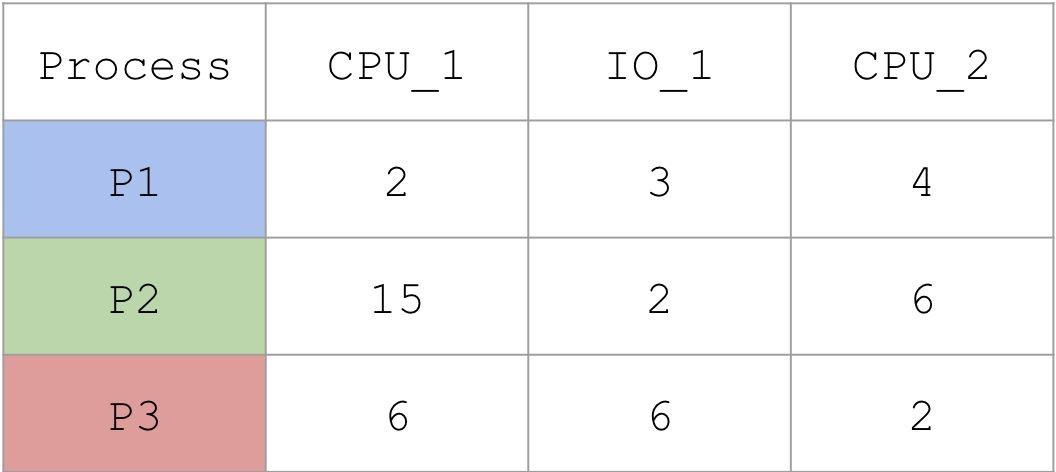 Process CPU_1 IO_1 CPU_2
P1 2 3 4
P2 15 2 6
P3 6 6 2